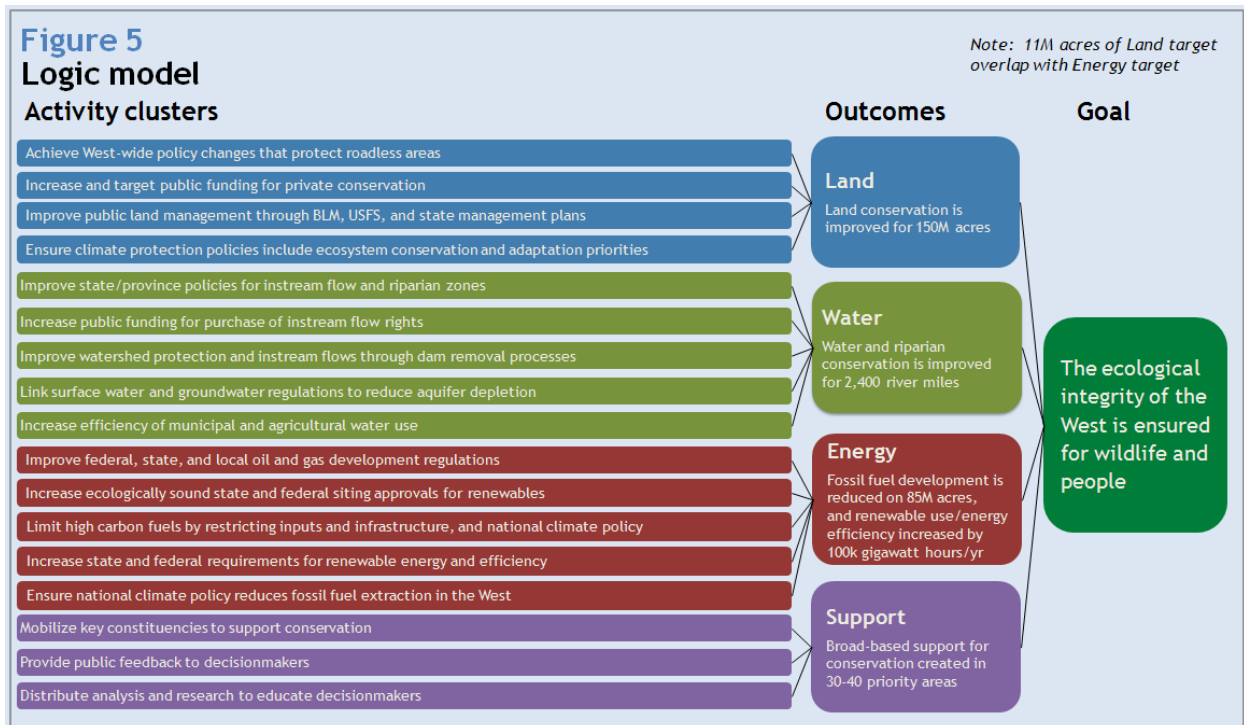 Figure 5
Logic model
Note: 11M acres of Land target
overlap with Energy target
Activity clusters
Outcomes
Goal
Achieve West-wide policy changes that protect roadless areas
Increase and target public funding for private conservation
Improve public land management through BLM, USFS, and state management plans
Ensure climate protection policies include ecosystem conservation and adaptation priorities
Land
Land conservation is
improved for 150M acres
Improve state/province policies for instream flow and riparian zones
Increase public funding for purchase of instream flow rights
Improve watershed protection and instream flows through dam removal processes
Link surface water and groundwater regulations to reduce aquifer depletion
Increase efficiency of municipal and agricultural water use
Water
Water and riparian
conservation is improved
for 2,400 river miles
Improve federal, state, and local oil and gas development regulations
Increase ecologically sound state and federal siting approvals for renewables
Limit high carbon fuels by restricting inputs and infrastructure, and national climate policy
Increase state and federal requirements for renewable energy and efficiency
Ensure national climate policy reduces fossil fuel extraction in the West
Energy
Fossil fuel development is
reduced on 85M acres,
and renewable use/energy
efficiency increased by
100k gigawatt hours/yr
Mobilize key constituencies to support conservation
Provide public feedback to decisionmakers
Distribute analysis and research to educate decisionmakers
Support
Broad-based support for
conservation created in
30-40 priority areas
The ecological
integrity of the
West is ensured
for wildlife and
people